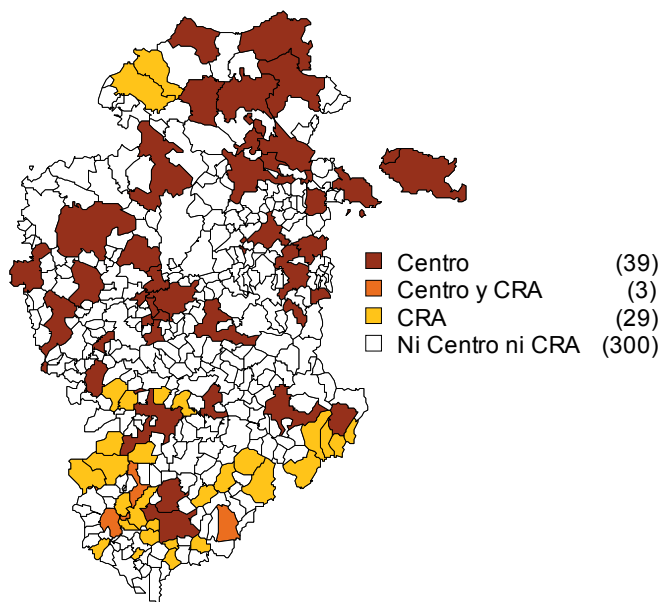 Centro (39)
Centro y CRA (3)
CRA (29)
Ni Centro ni CRA (300)